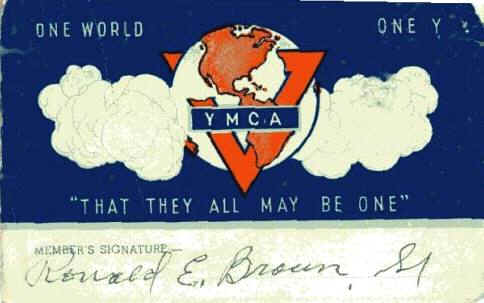 ONE WORLD ONE Y
YMCA
"THAT THEY ALL MAY BE ONE"
MEMBER'S SIGNATURE—
Ronald E. Brown,